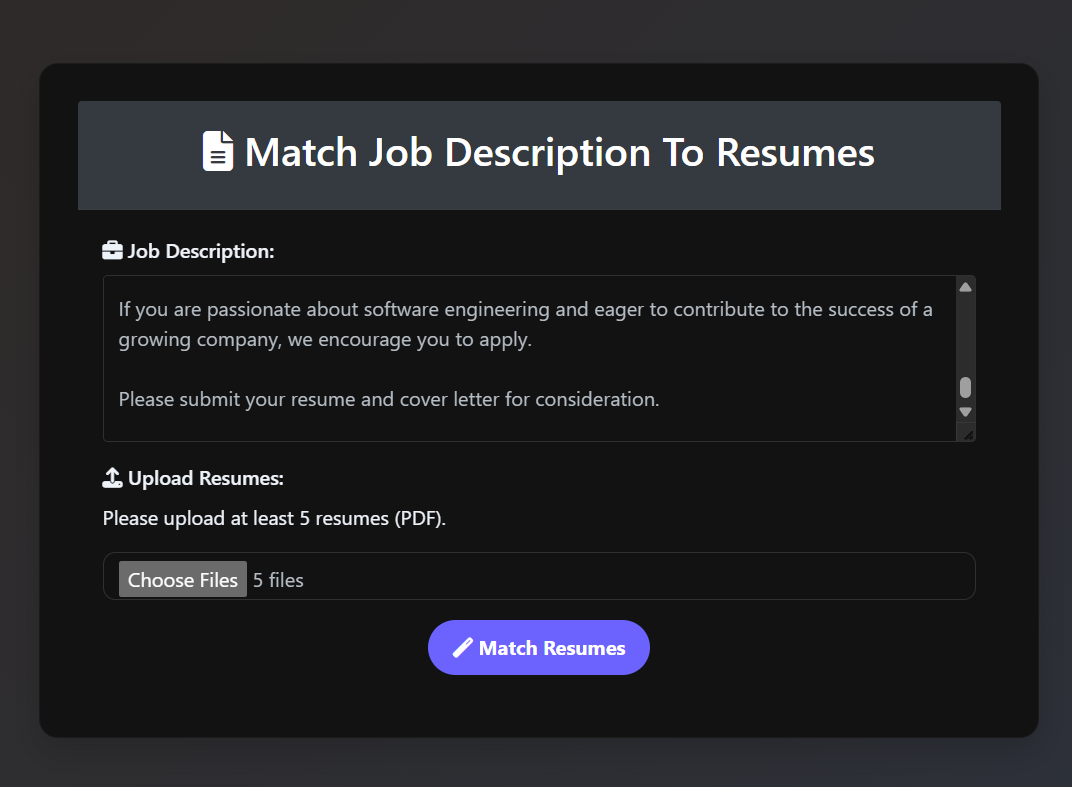 Match Job Description To Resumes
Job Description:
If you are passionate about software engineering and eager to contribute to the success of a
growing company, we encourage you to apply.
Please submit your resume and cover letter for consideration.
Upload Resumes:
Please upload at least 5 resumes (PDF).
Choose Files 5 files
Match Resumes